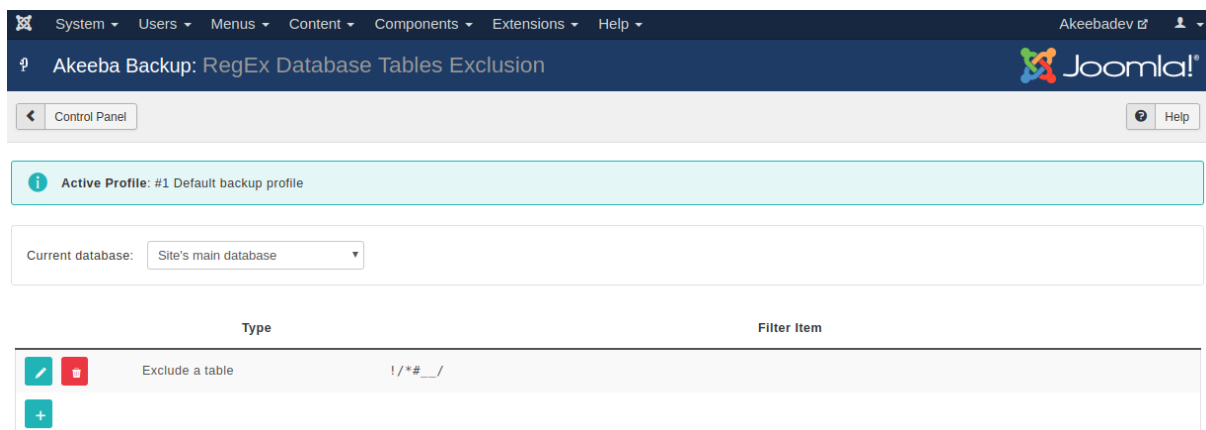 System Users Menus Content Components Extensions Help Akeebadev
Akeeba Backup: RegEx Database Tables Exclusion Joomla!®
Control Panel Help
Active Profile: #1 Default backup profile
Current database: Site's main database
Type Filter Item
Exclude a table !/*#__/